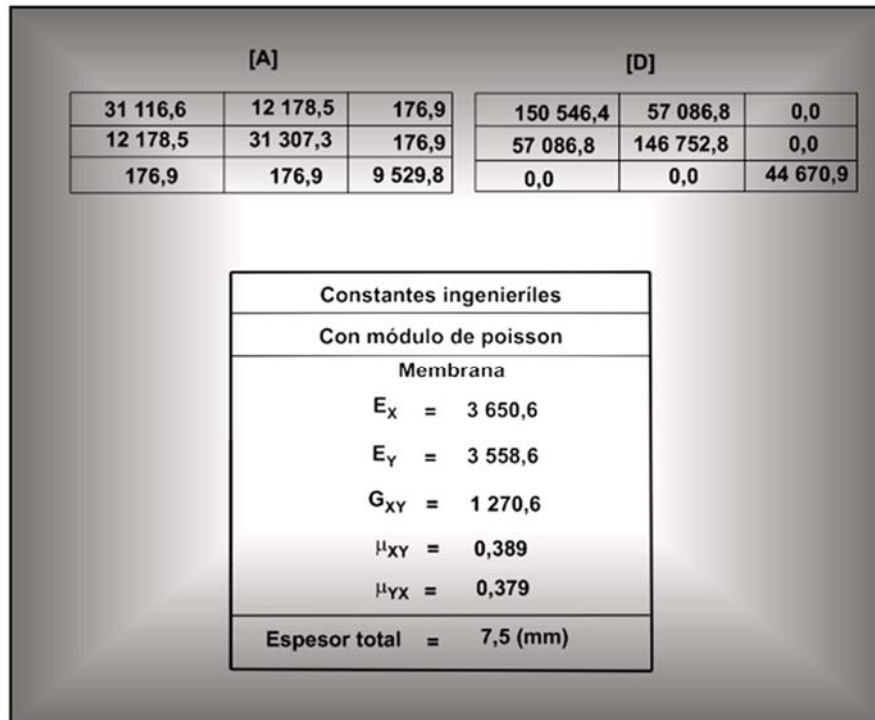 [A] [D]
31 116,6 12 178,5 176,9 150 546,4 57 086,8 0,0
12 178,5 31 307,3 176,9 57 086,8 146 752,8 0,0
176,9 176,9 9 529,8 0,0 0,0 44 670,9
Constantes ingenieríles
Con módulo de poisson
Membrana
EX = 3 650,6
EY = 3 558,6
GXY = 1 270,6
μXY = 0,389
μYX = 0,379
Espesor total = 7,5 (mm)